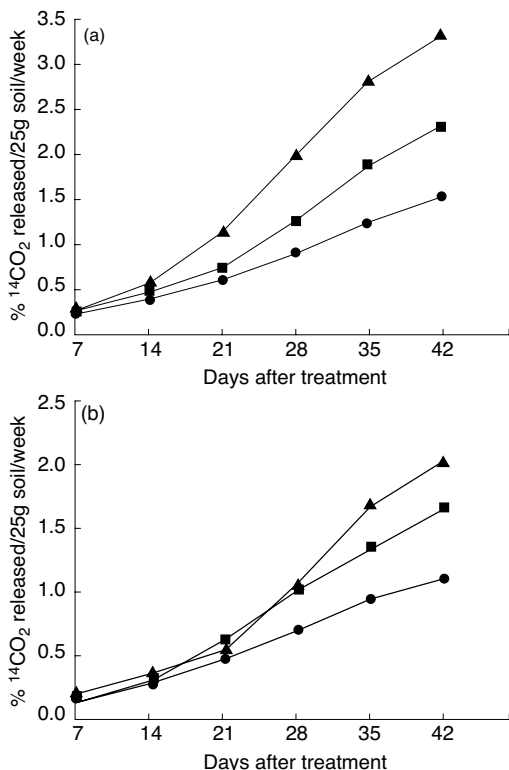 (a)
% ¹⁴CO₂ released/25g soil/week
3.5
3.0
2.5
2.0
1.5
1.0
0.5
0.0
7 14 21 28 35 42
Days after treatment
(b)
% ¹⁴CO₂ released/25g soil/week
2.5
2.0
1.5
1.0
0.5
0.0
7 14 21 28 35 42
Days after treatment